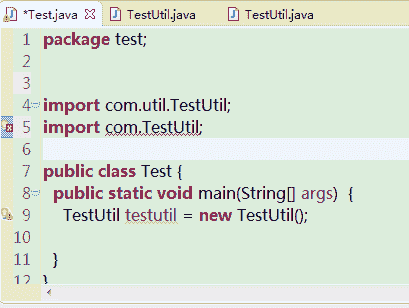 *Test.java TestUtil.java TestUtil.java
1 package test;
2
3
4 import com.util.TestUtil;
5 import com.TestUtil;
6
7 public class Test {
8 public static void main(String[] args) {
9 TestUtil testutil = new TestUtil();
10
11 }
12 }